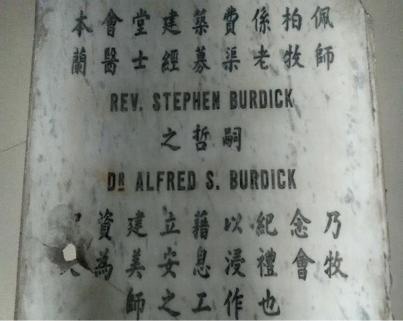 本會堂建築費係柏佩
蘭醫士經募渠老牧師
REV. STEPHEN BURDICK
之哲嗣
DR ALFRED S. BURDICK
資建立藉以紀念乃
為美安息浸禮會牧
師之工作也